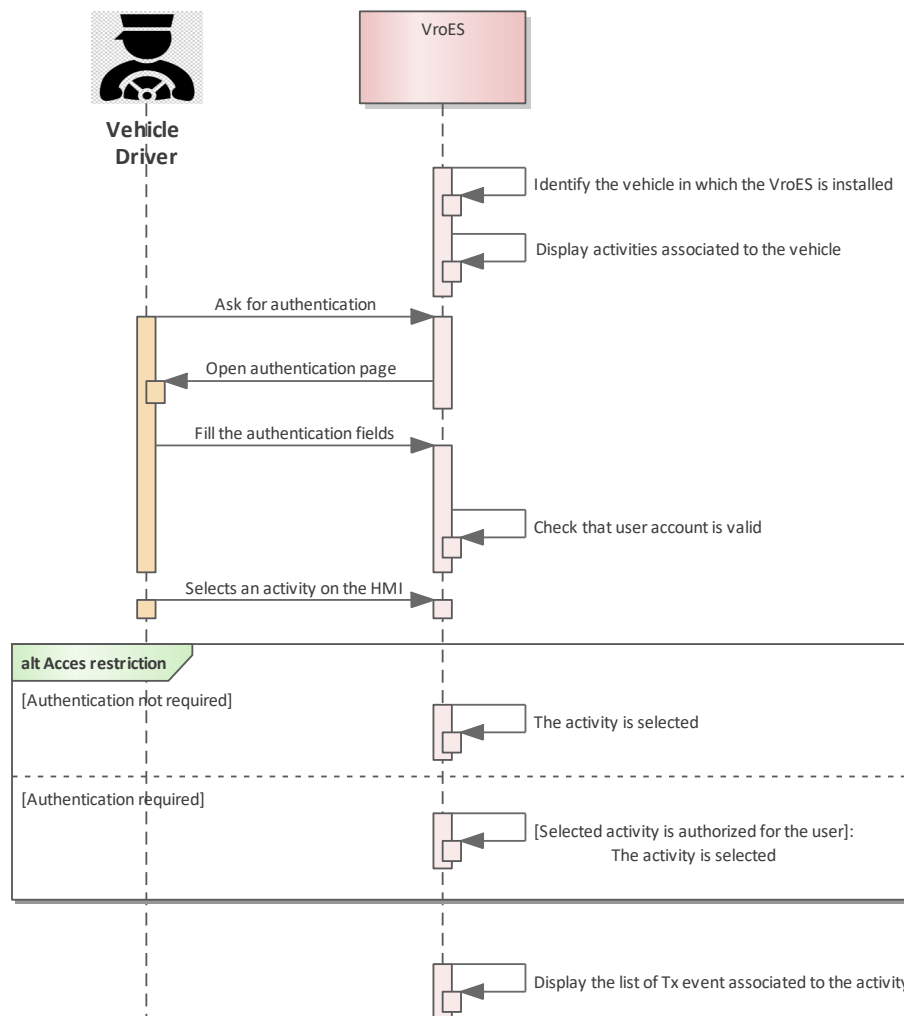 VroES
Vehicle
Driver
Identify the vehicle in which the VroES is installed
Display activities associated to the vehicle
Ask for authentication
Open authentication page
Fill the authentication fields
Check that user account is valid
Selects an activity on the HMI
alt Acces restriction
[Authentication not required]
The activity is selected
[Authentication required]
[Selected activity is authorized for the user]:
The activity is selected
Display the list of Tx event associated to the activity